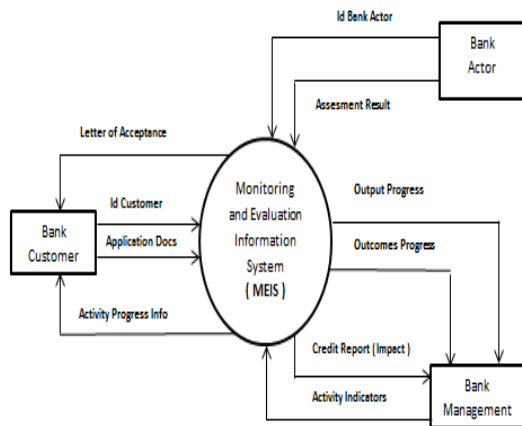 Id Bank Actor
Bank
Actor
Assesment Result
Letter of Acceptance
Monitoring
and Evaluation
Information
System
( MEIS )
Output Progress
Id Customer
Bank
Customer
Application Docs
Outcomes Progress
Activity Progress Info
Credit Report ( Impact )
Activity Indicators
Bank
Management